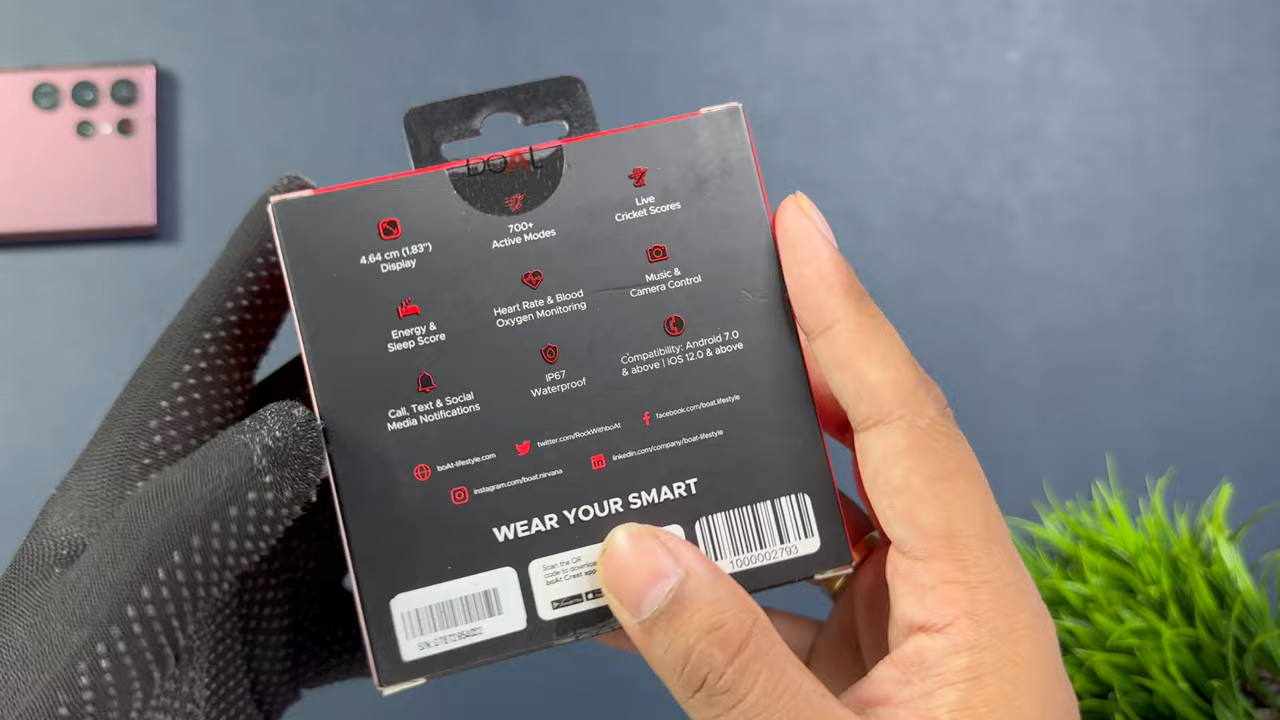 boAt
4.64 cm (1.83")
Display
700+
Active Modes
Live
Cricket Scores
Energy &
Sleep Score
Heart Rate & Blood
Oxygen Monitoring
Music &
Camera Control
Call, Text & Social
Media Notifications
IP67
Waterproof
Compatibility: Android 7.0
& above | iOS 12.0 & above
boAt-lifestyle.com
twitter.com/RockWithboAt
facebook.com/boat.lifestyle
instagram.com/boat.nirvana
linkedin.com/company/boat-lifestyle
WEAR YOUR SMART
Scan the QR
code to download
boAt Crest app
1000002793